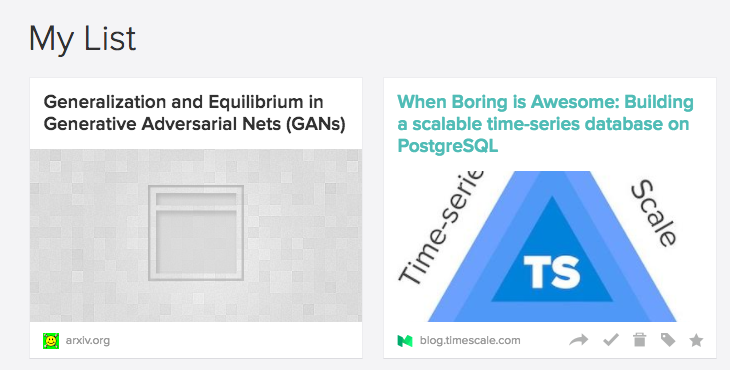 My List
Generalization and Equilibrium in
Generative Adversarial Nets (GANs)
arxiv.org
When Boring is Awesome: Building
a scalable time-series database on
PostgreSQL
Time-serie
Scale
TS
blog.timescale.com